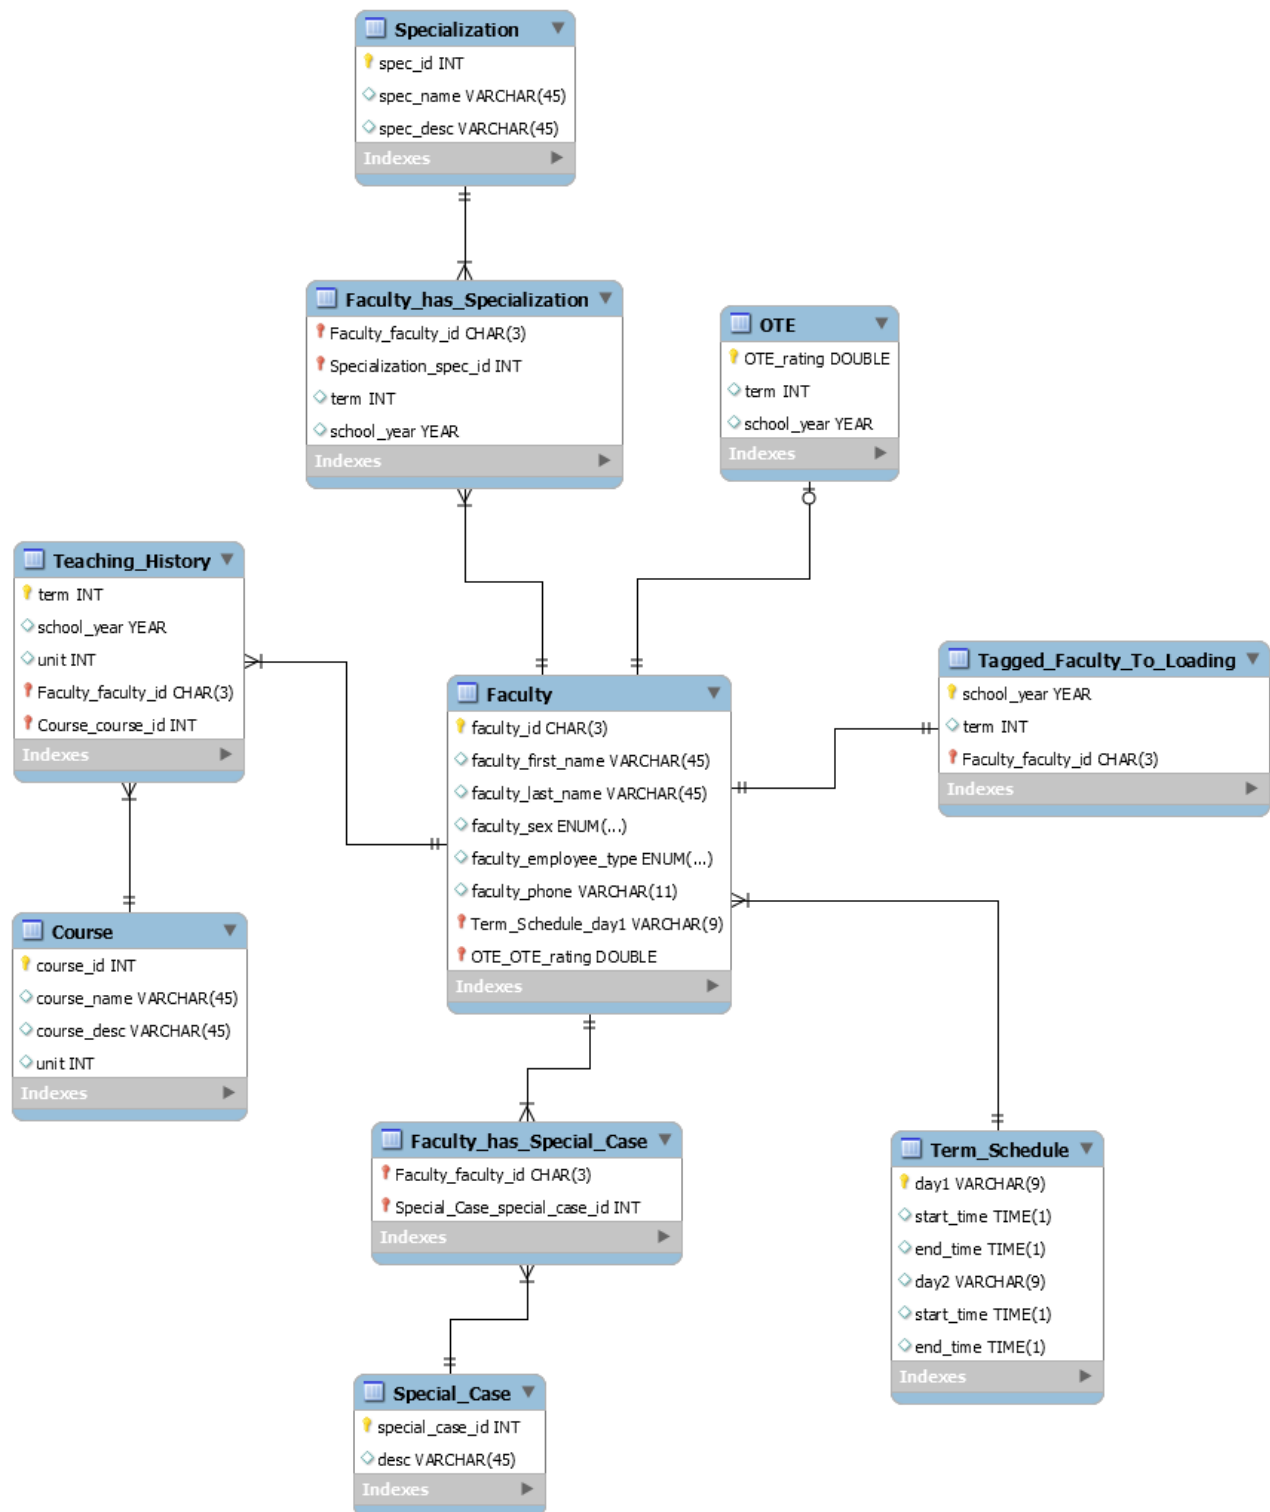 Specialization
spec_id INT
spec_name VARCHAR(45)
spec_desc VARCHAR(45)
Indexes
Faculty_has_Specialization
Faculty_faculty_id CHAR(3)
Specialization_spec_id INT
term INT
school_year YEAR
Indexes
OTE
OTE_rating DOUBLE
term INT
school_year YEAR
Indexes
Teaching_History
term INT
school_year YEAR
unit INT
Faculty_faculty_id CHAR(3)
Course_course_id INT
Indexes
Faculty
faculty_id CHAR(3)
faculty_first_name VARCHAR(45)
faculty_last_name VARCHAR(45)
faculty_sex ENUM(...)
faculty_employee_type ENUM(...)
faculty_phone VARCHAR(11)
Term_Schedule_day1 VARCHAR(9)
OTE_OTE_rating DOUBLE
Indexes
Tagged_Faculty_To_Loading
school_year YEAR
term INT
Faculty_faculty_id CHAR(3)
Indexes
Course
course_id INT
course_name VARCHAR(45)
course_desc VARCHAR(45)
unit INT
Indexes
Faculty_has_Special_Case
Faculty_faculty_id CHAR(3)
Special_Case_special_case_id INT
Indexes
Term_Schedule
day1 VARCHAR(9)
start_time TIME(1)
end_time TIME(1)
day2 VARCHAR(9)
start_time TIME(1)
end_time TIME(1)
Indexes
Special_Case
special_case_id INT
desc VARCHAR(45)
Indexes